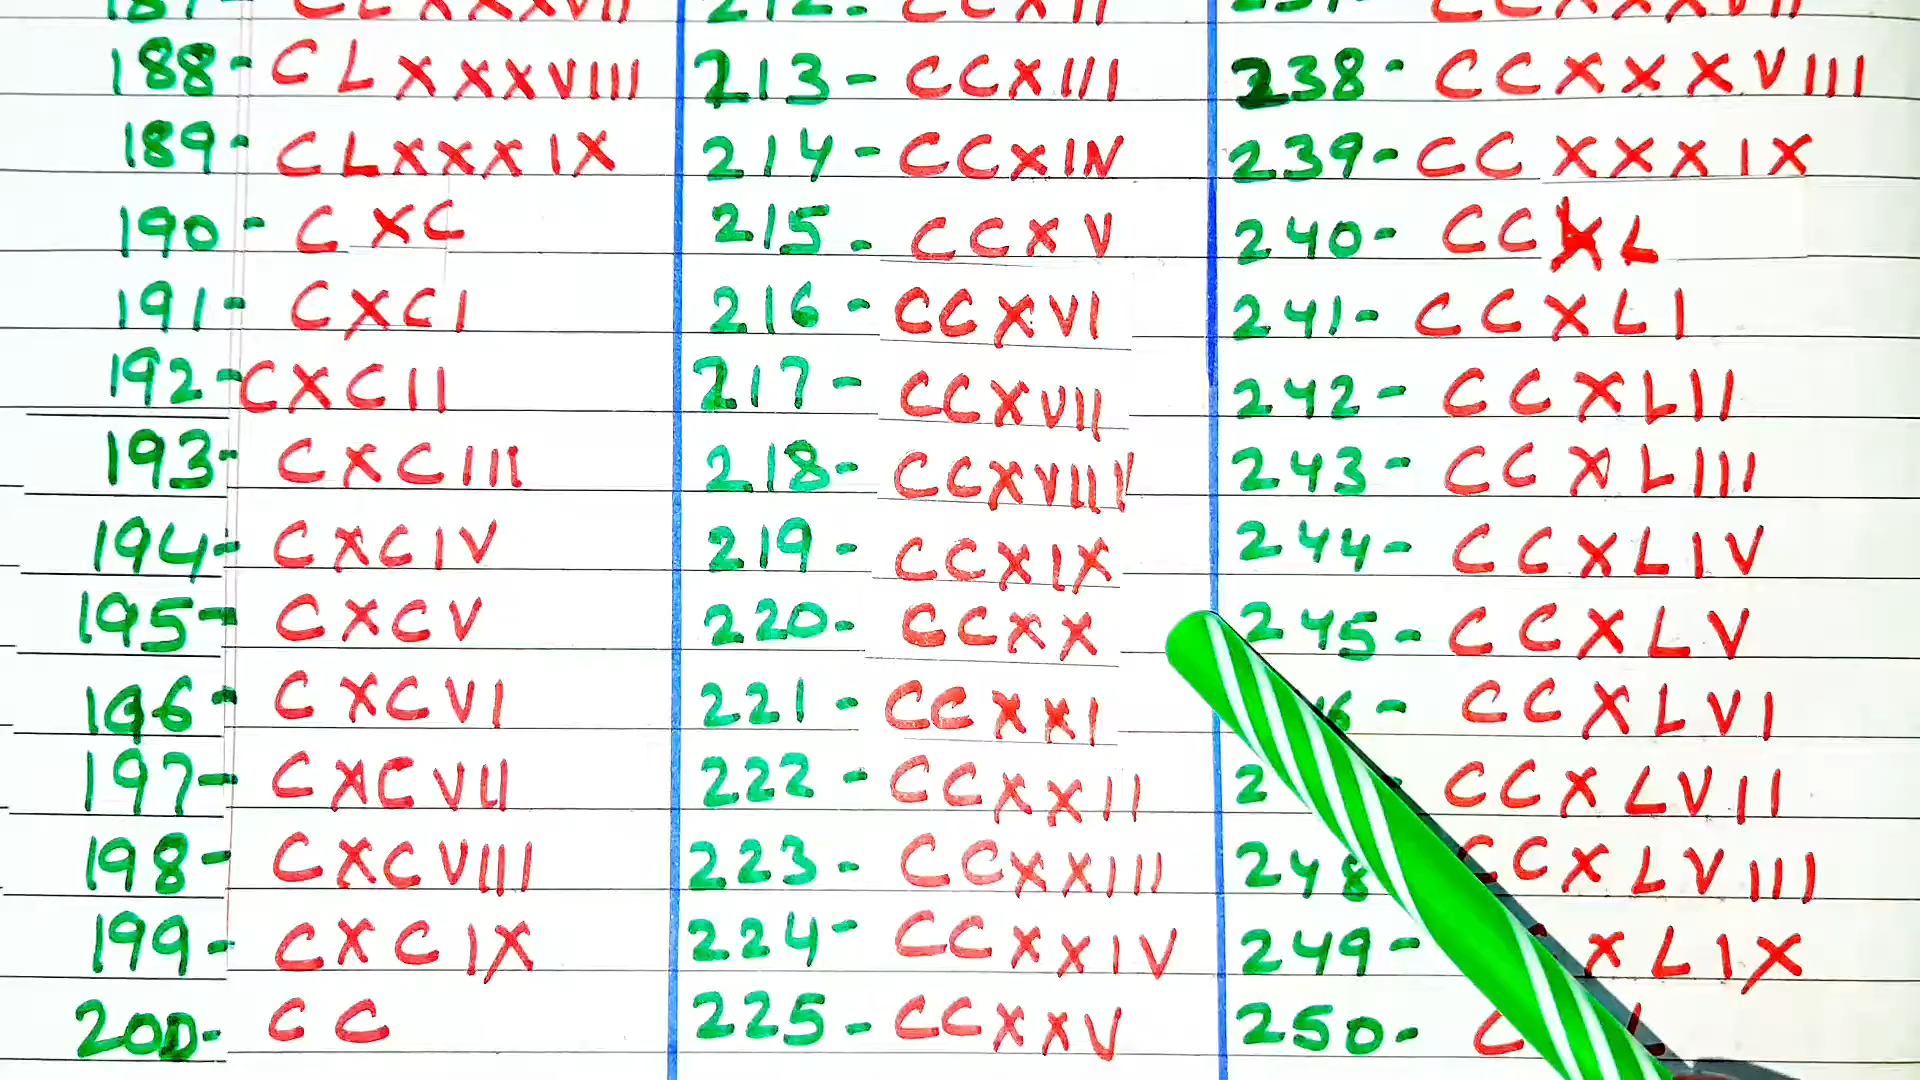 188- CLXXXVIII
189- CLXXXIX
190- CXC
191- CXCI
192- CXCII
193- CXCIII
194- CXCIV
195- CXCV
196- CXCVI
197- CXCVII
198- CXCVIII
199- CXCIX
200- CC
213- CCXIII
214- CCXIV
215- CCXV
216- CCXVI
217- CCXVII
218- CCXVIII
219- CCXIX
220- CCXX
221- CCXXI
222- CCXXII
223- CCXXIII
224- CCXXIV
225- CCXXV
238- CCXXXVIII
239- CCXXXIX
240- CCXL
241- CCXLI
242- CCXLII
243- CCXLIII
244- CCXLIV
245- CCXLV
CCXLVI
CCXLVII
248 CCXLVIII
249- XLIX
250-